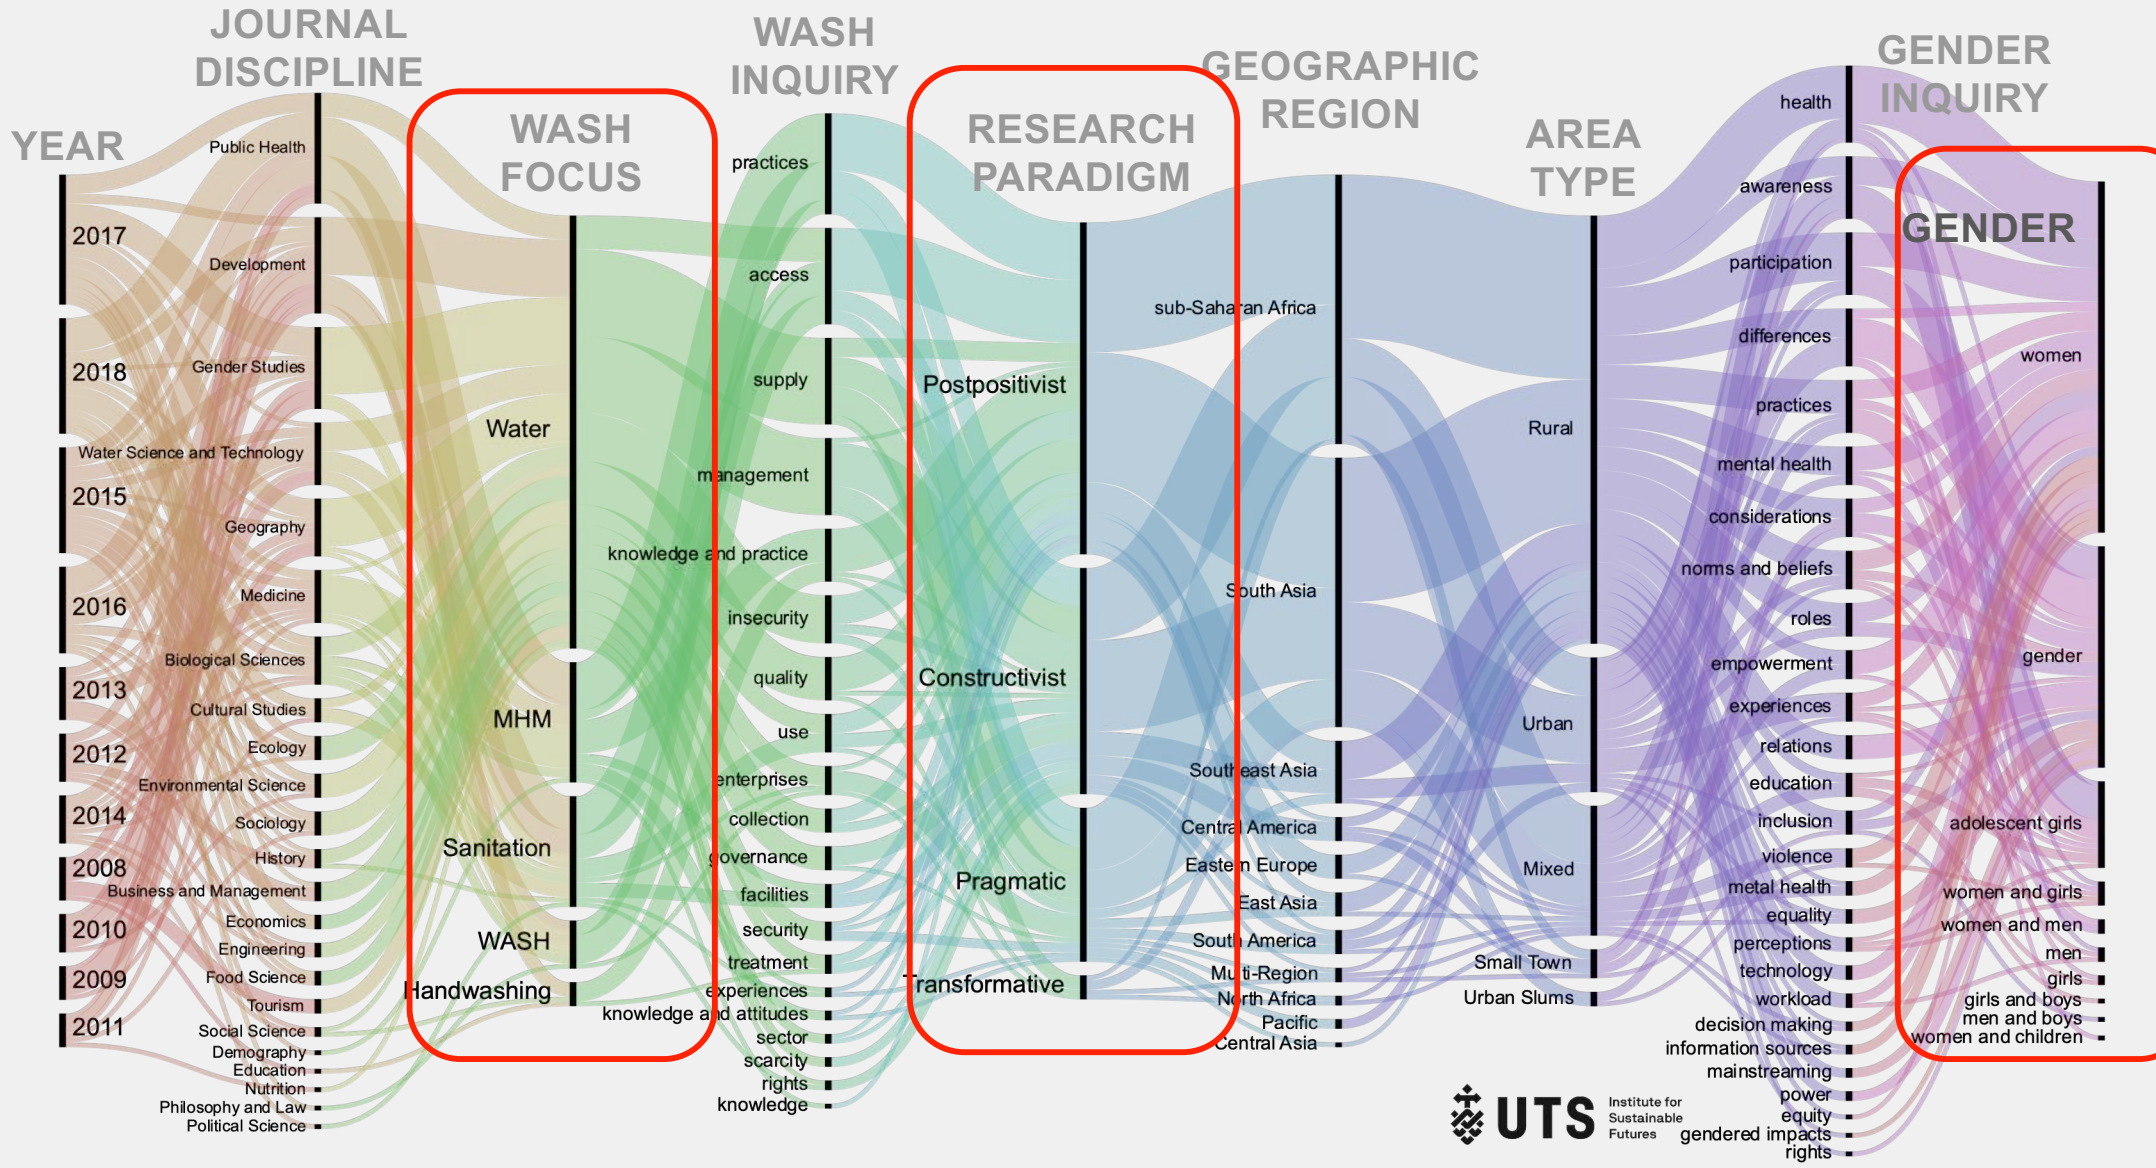 JOURNAL
DISCIPLINE
WASH
INQUIRY
GEOGRAPHIC
REGION
GENDER
INQUIRY
YEAR
WASH
FOCUS
RESEARCH
PARADIGM
AREA
TYPE
GENDER
2017
2018
2015
2016
2013
2012
2014
2008
2010
2009
2011
Public Health
Development
Gender Studies
Water Science and Technology
Geography
Medicine
Biological Sciences
Cultural Studies
Ecology
Environmental Science
Sociology
History
Business and Management
Economics
Engineering
Food Science
Tourism
Social Science
Demography
Education
Nutrition
Philosophy and Law
Political Science
Water
MHM
Sanitation
WASH
Handwashing
practices
access
supply
management
knowledge and practice
insecurity
quality
use
enterprises
collection
governance
facilities
security
treatment
experiences
knowledge and attitudes
sector
scarcity
rights
knowledge
Postpositivist
Constructivist
Pragmatic
Transformative
sub-Saharan Africa
South Asia
Southeast Asia
Central America
Eastern Europe
East Asia
South America
Multi-Region
North Africa
Pacific
Central Asia
Rural
Urban
Mixed
Small Town
Urban Slums
health
awareness
participation
differences
practices
mental health
considerations
norms and beliefs
roles
empowerment
experiences
relations
education
inclusion
violence
metal health
equality
perceptions
technology
workload
decision making
information sources
mainstreaming
power
equity
gendered impacts
rights
women
gender
adolescent girls
women and girls
women and men
men
girls
girls and boys
men and boys
women and children
UTS
Institute for
Sustainable
Futures